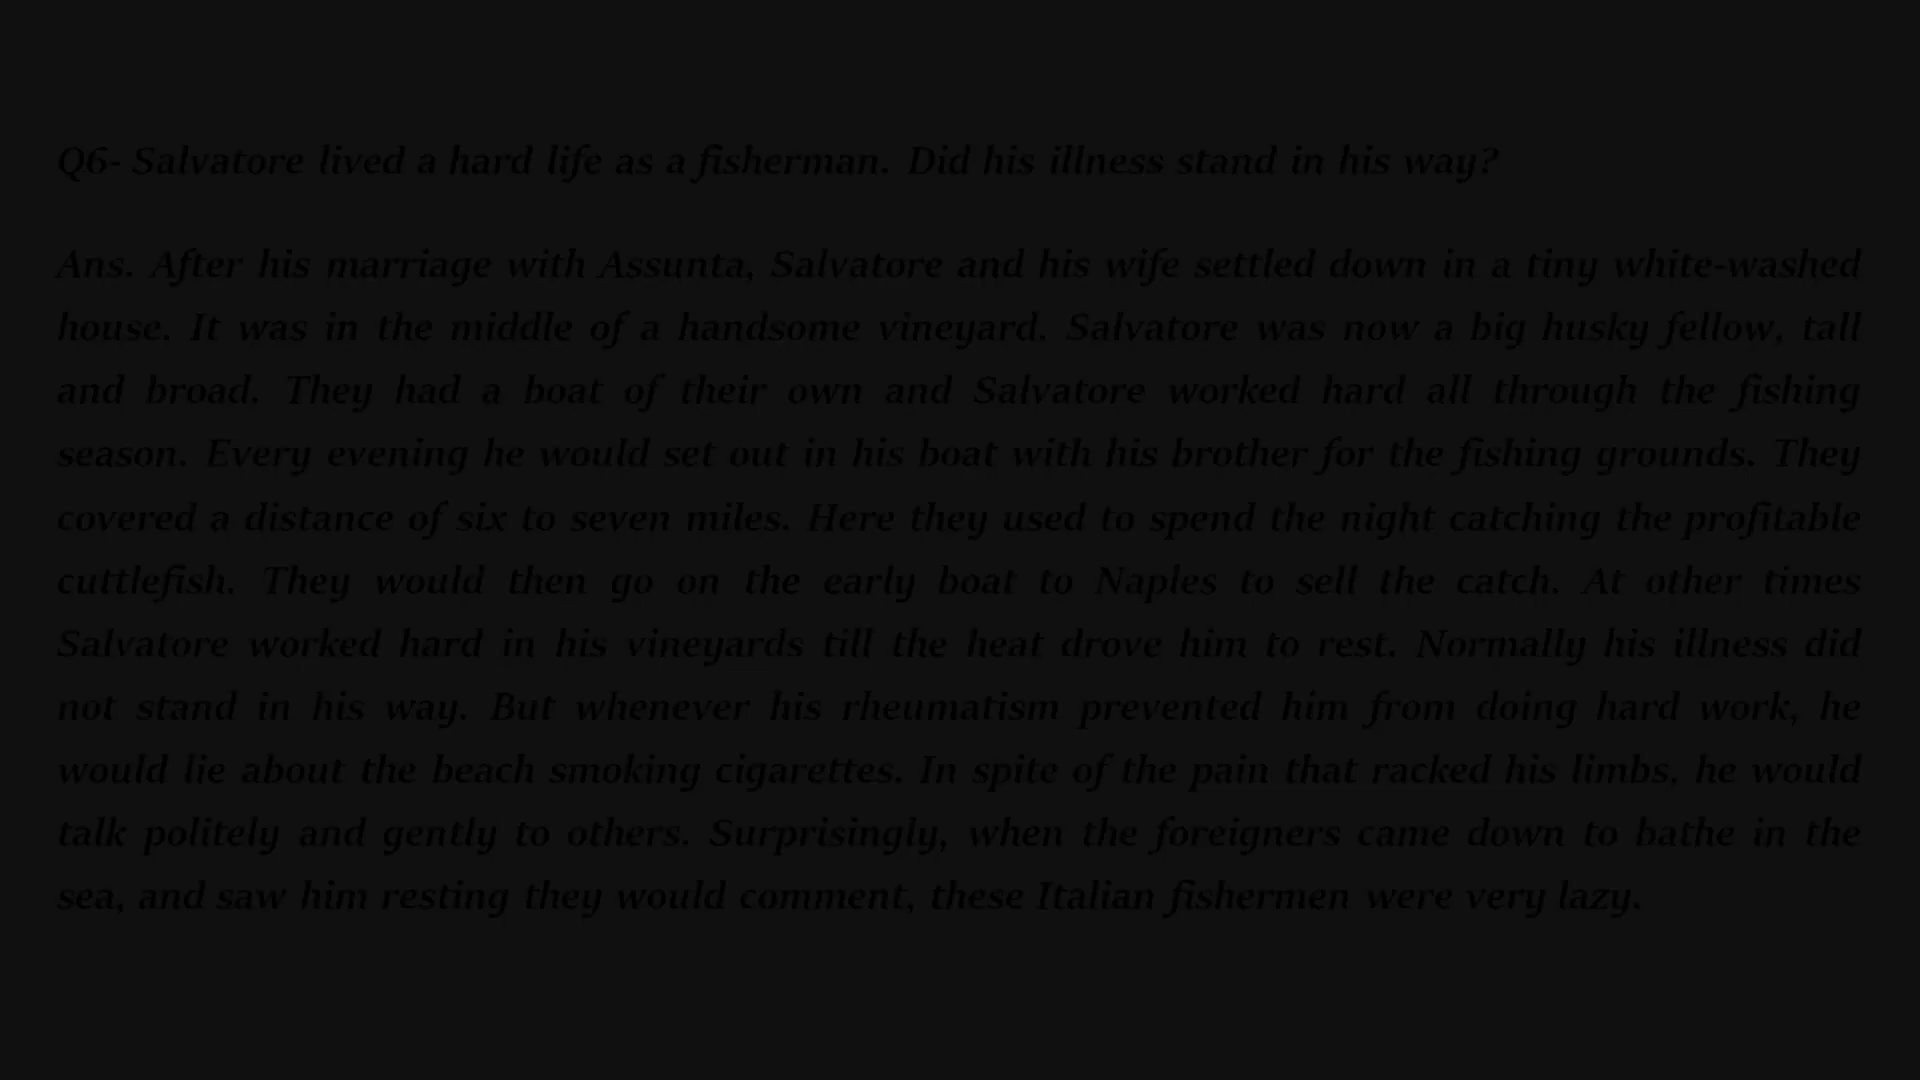 Q6- Salvatore lived a hard life as a fisherman. Did his illness stand in his way?
Ans. After his marriage with Assunta, Salvatore and his wife settled down in a tiny white-washed
house. It was in the middle of a handsome vineyard. Salvatore was now a big husky fellow, tall
and broad. They had a boat of their own and Salvatore worked hard all through the fishing
season. Every evening he would set out in his boat with his brother for the fishing grounds. They
covered a distance of six to seven miles. Here they used to spend the night catching the profitable
cuttlefish. They would then go on the early boat to Naples to sell the catch. At other times
Salvatore worked hard in his vineyards till the heat drove him to rest. Normally his illness did
not stand in his way. But whenever his rheumatism prevented him from doing hard work, he
would lie about the beach smoking cigarettes. In spite of the pain that racked his limbs, he would
talk politely and gently to others. Surprisingly, when the foreigners came down to bathe in the
sea, and saw him resting they would comment, these Italian fishermen were very lazy.